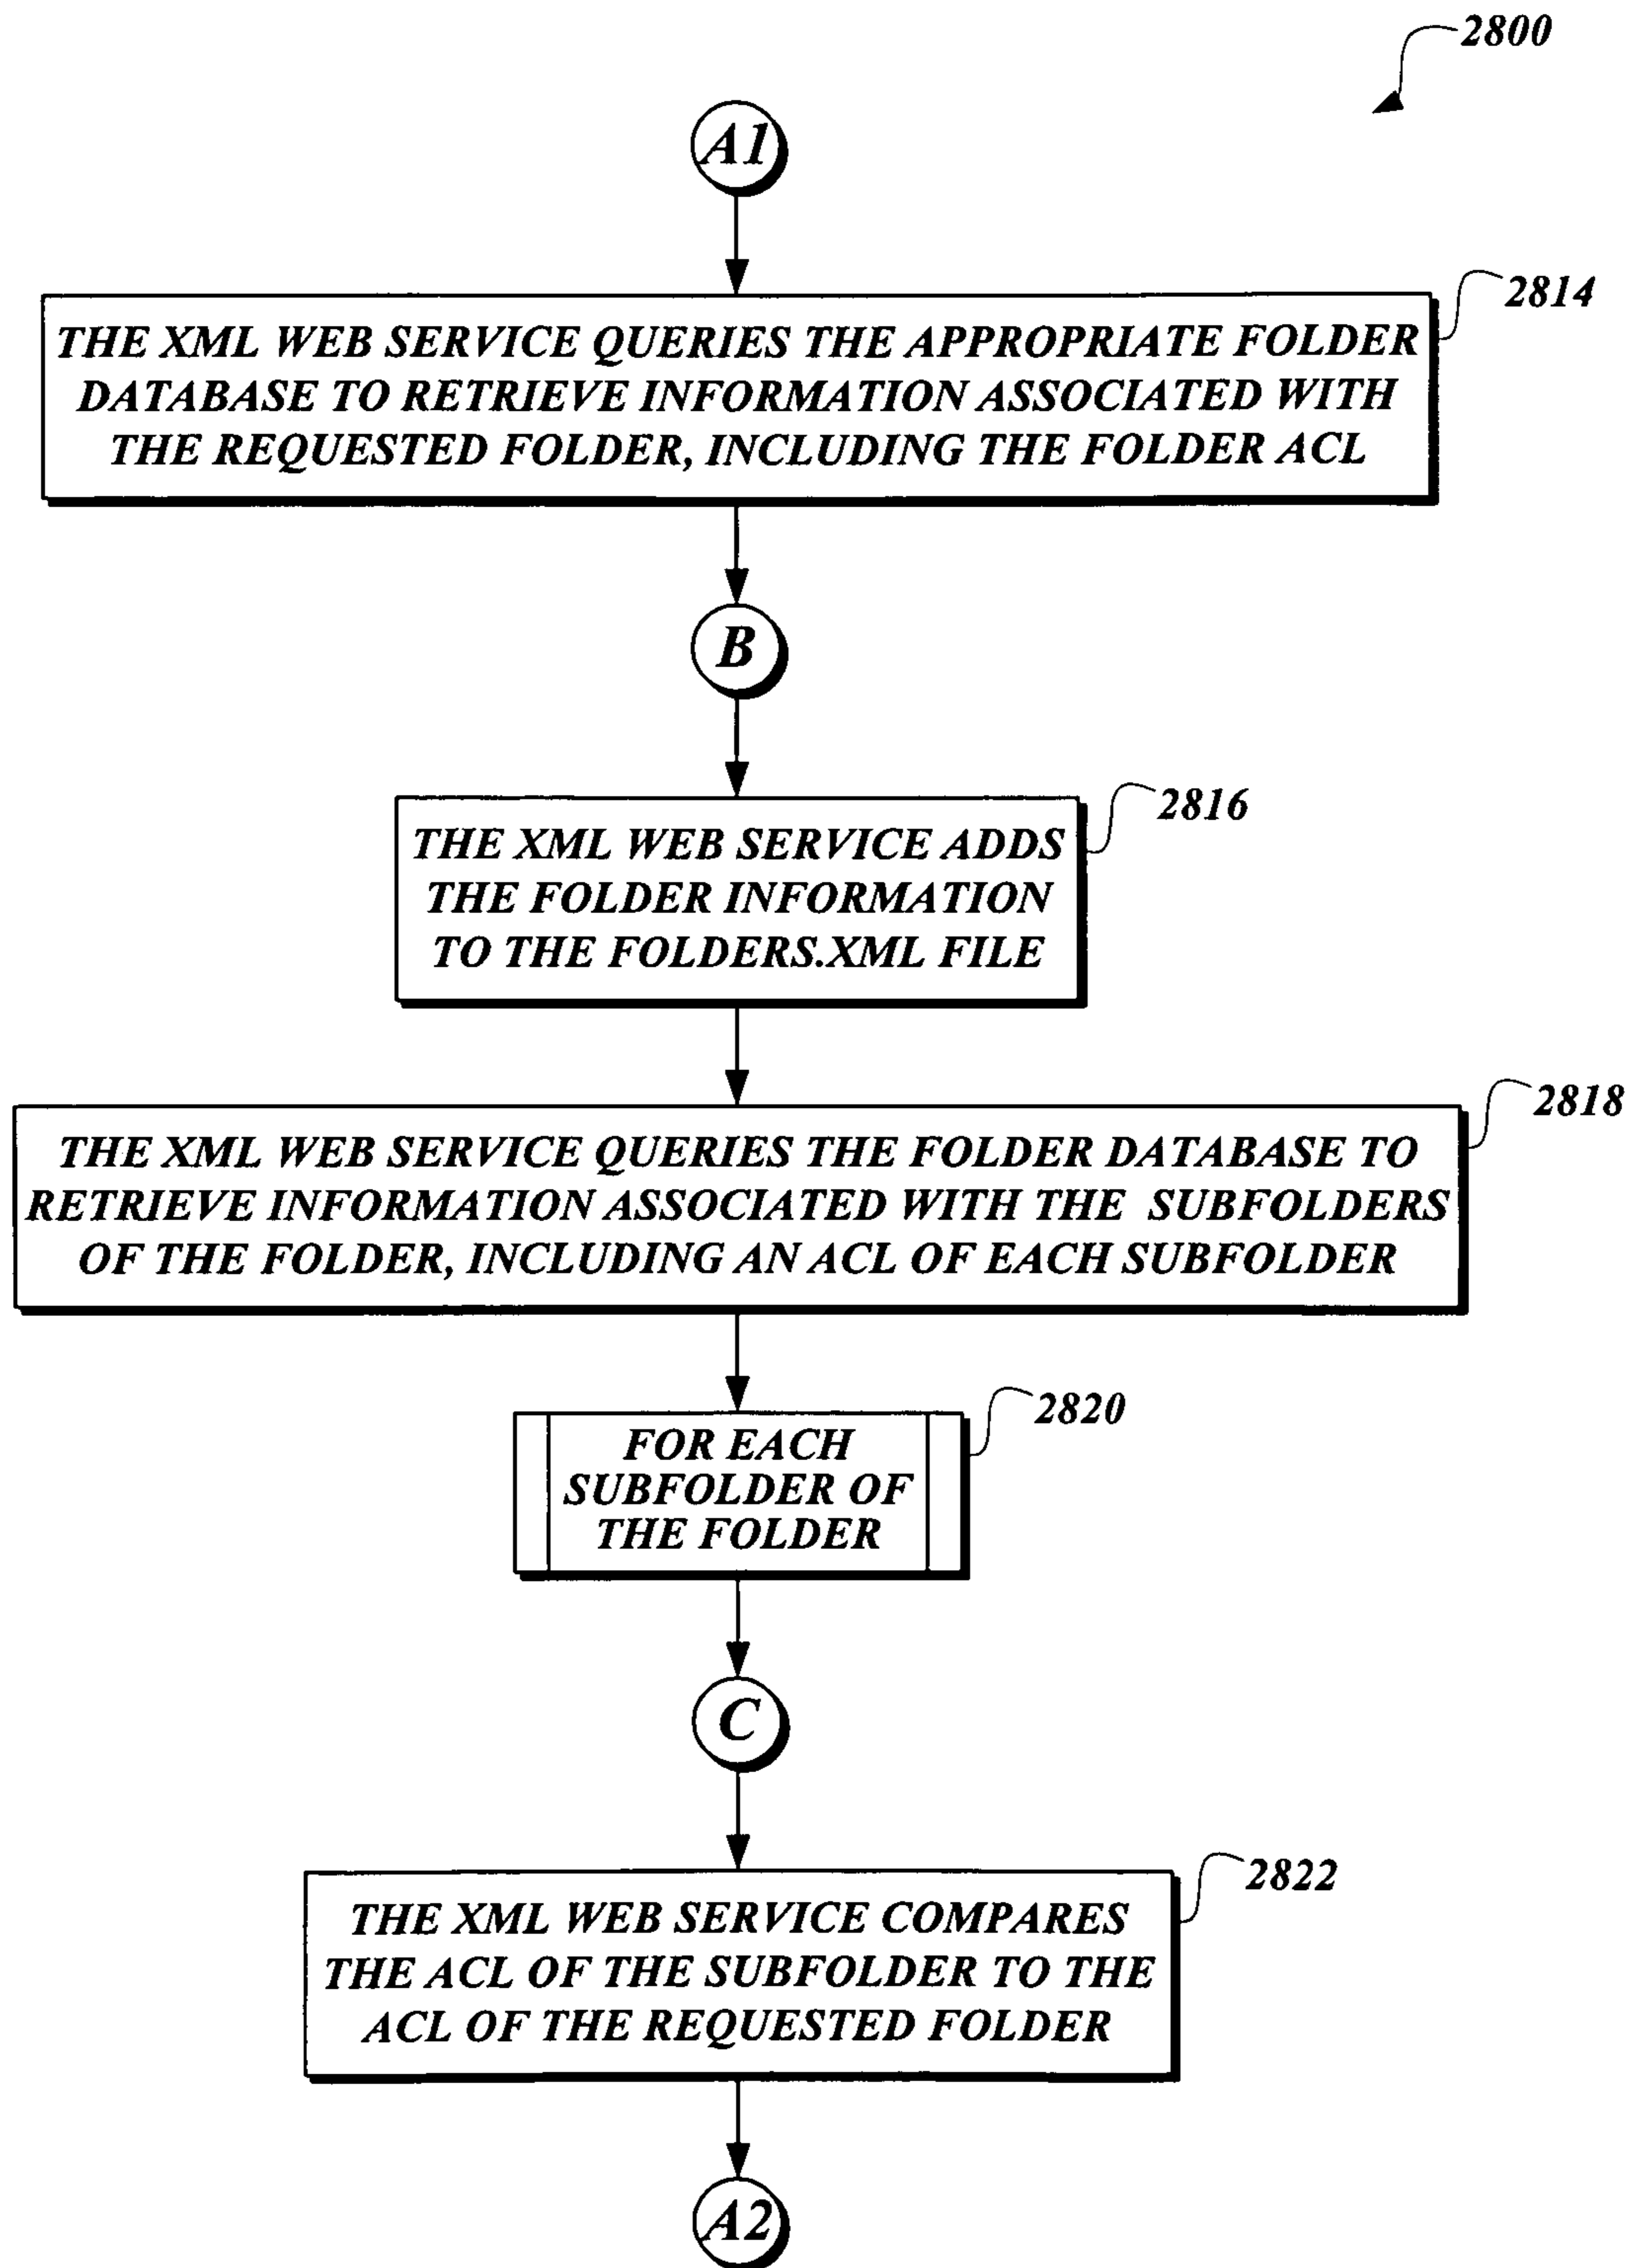 2800
A1
2814
THE XML WEB SERVICE QUERIES THE APPROPRIATE FOLDER
DATABASE TO RETRIEVE INFORMATION ASSOCIATED WITH
THE REQUESTED FOLDER, INCLUDING THE FOLDER ACL
B
2816
THE XML WEB SERVICE ADDS
THE FOLDER INFORMATION
TO THE FOLDERS.XML FILE
2818
THE XML WEB SERVICE QUERIES THE FOLDER DATABASE TO
RETRIEVE INFORMATION ASSOCIATED WITH THE SUBFOLDERS
OF THE FOLDER, INCLUDING AN ACL OF EACH SUBFOLDER
2820
FOR EACH
SUBFOLDER OF
THE FOLDER
C
2822
THE XML WEB SERVICE COMPARES
THE ACL OF THE SUBFOLDER TO THE
ACL OF THE REQUESTED FOLDER
A2